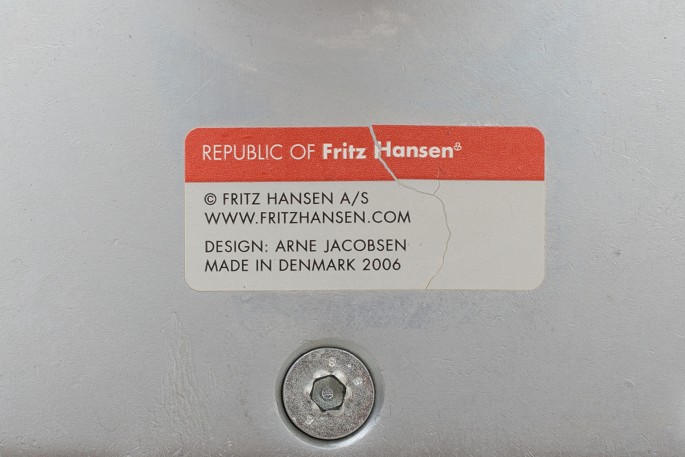 REPUBLIC OF Fritz Hansen
© FRITZ HANSEN A/S
WWW.FRITZHANSEN.COM
DESIGN: ARNE JACOBSEN
MADE IN DENMARK 2006